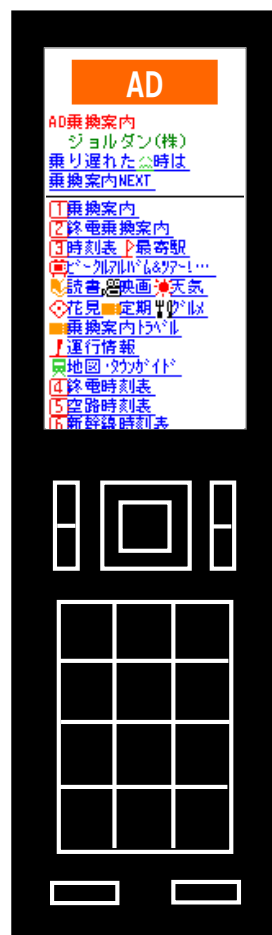 AD
AD乗換案内
ジョルダン(株)
乗り遅れた時は
乗換案内NEXT
1乗換案内
2終電乗換案内
3時刻表 最寄駅
ビークルアルバム&ツアー!…
読書 映画 天気
花見 定期 グルメ
乗換案内トラベル
運行情報
地図・タウンガイド
4終電時刻表
5空路時刻表
6新幹線時刻表